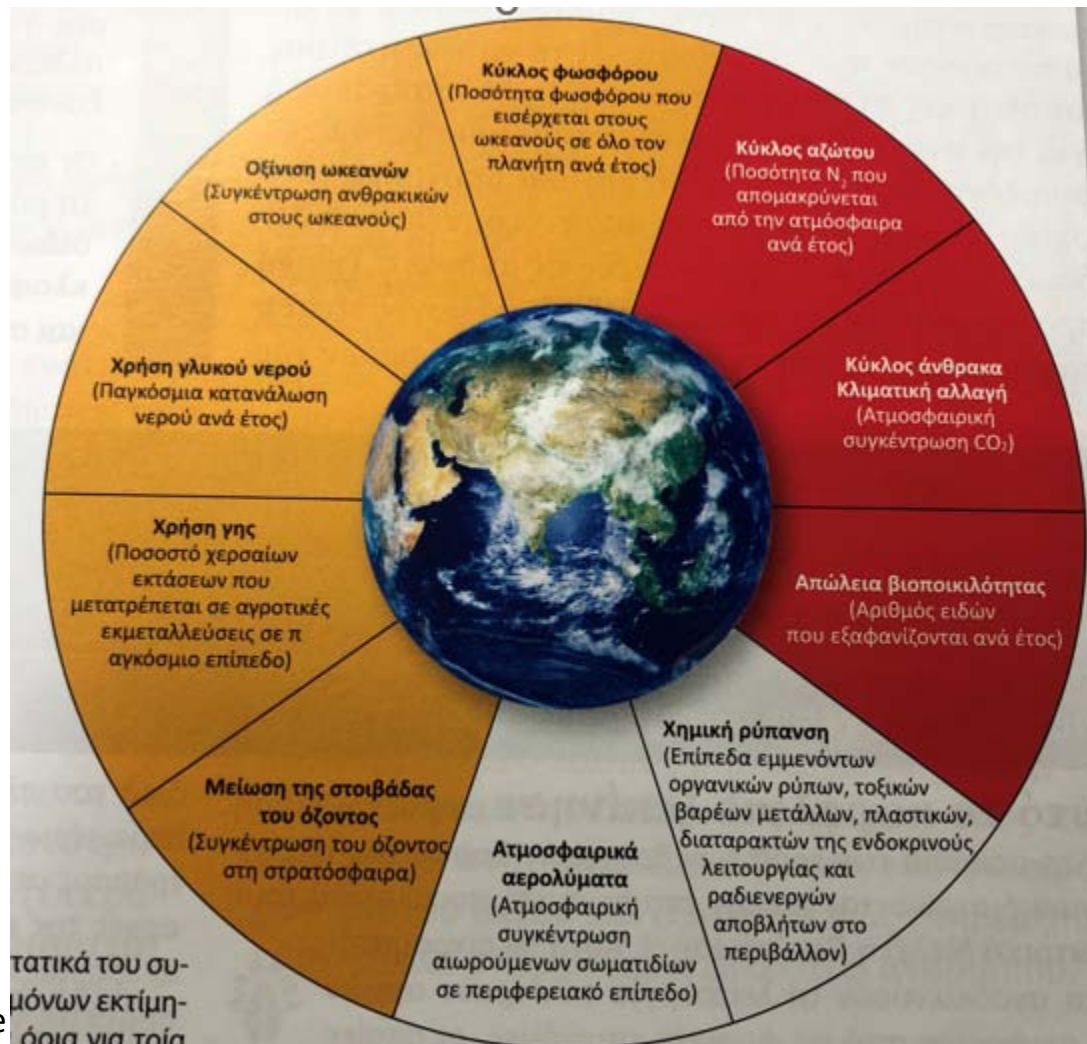 Κύκλος φωσφόρου
(Ποσότητα φωσφόρου που
εισέρχεται στους
ωκεανούς σε όλο τον
πλανήτη ανά έτος)
Κύκλος αζώτου
(Ποσότητα N₂ που
απομακρύνεται
από την ατμόσφαιρα
ανά έτος)
Κύκλος άνθρακα
Κλιματική αλλαγή
(Ατμοσφαιρική
συγκέντρωση CO₂)
Απώλεια βιοποικιλότητας
(Αριθμός ειδών
που εξαφανίζονται ανά έτος)
Χημική ρύπανση
(Επίπεδα εμμενόντων
οργανικών ρύπων, τοξικών
βαρέων μετάλλων, πλαστικών,
διαταρακτών της ενδοκρινούς
λειτουργίας και
ραδιενεργών
αποβλήτων στο
περιβάλλον)
Ατμοσφαιρικά
αερολύματα
(Ατμοσφαιρική
συγκέντρωση
αιωρούμενων σωματιδίων
σε περιφερειακό επίπεδο)
Μείωση της στοιβάδας
του όζοντος
(Συγκέντρωση του όζοντος
στη στρατόσφαιρα)
Χρήση γης
(Ποσοστό χερσαίων
εκτάσεων που
μετατρέπεται σε αγροτικές
εκμεταλλεύσεις σε π
αγκόσμιο επίπεδο)
Χρήση γλυκού νερού
(Παγκόσμια κατανάλωση
νερού ανά έτος)
Οξίνιση ωκεανών
(Συγκέντρωση ανθρακικών
στους ωκεανούς)
τατικά του συ-
μόνων εκτίμη-
όρια για τρία